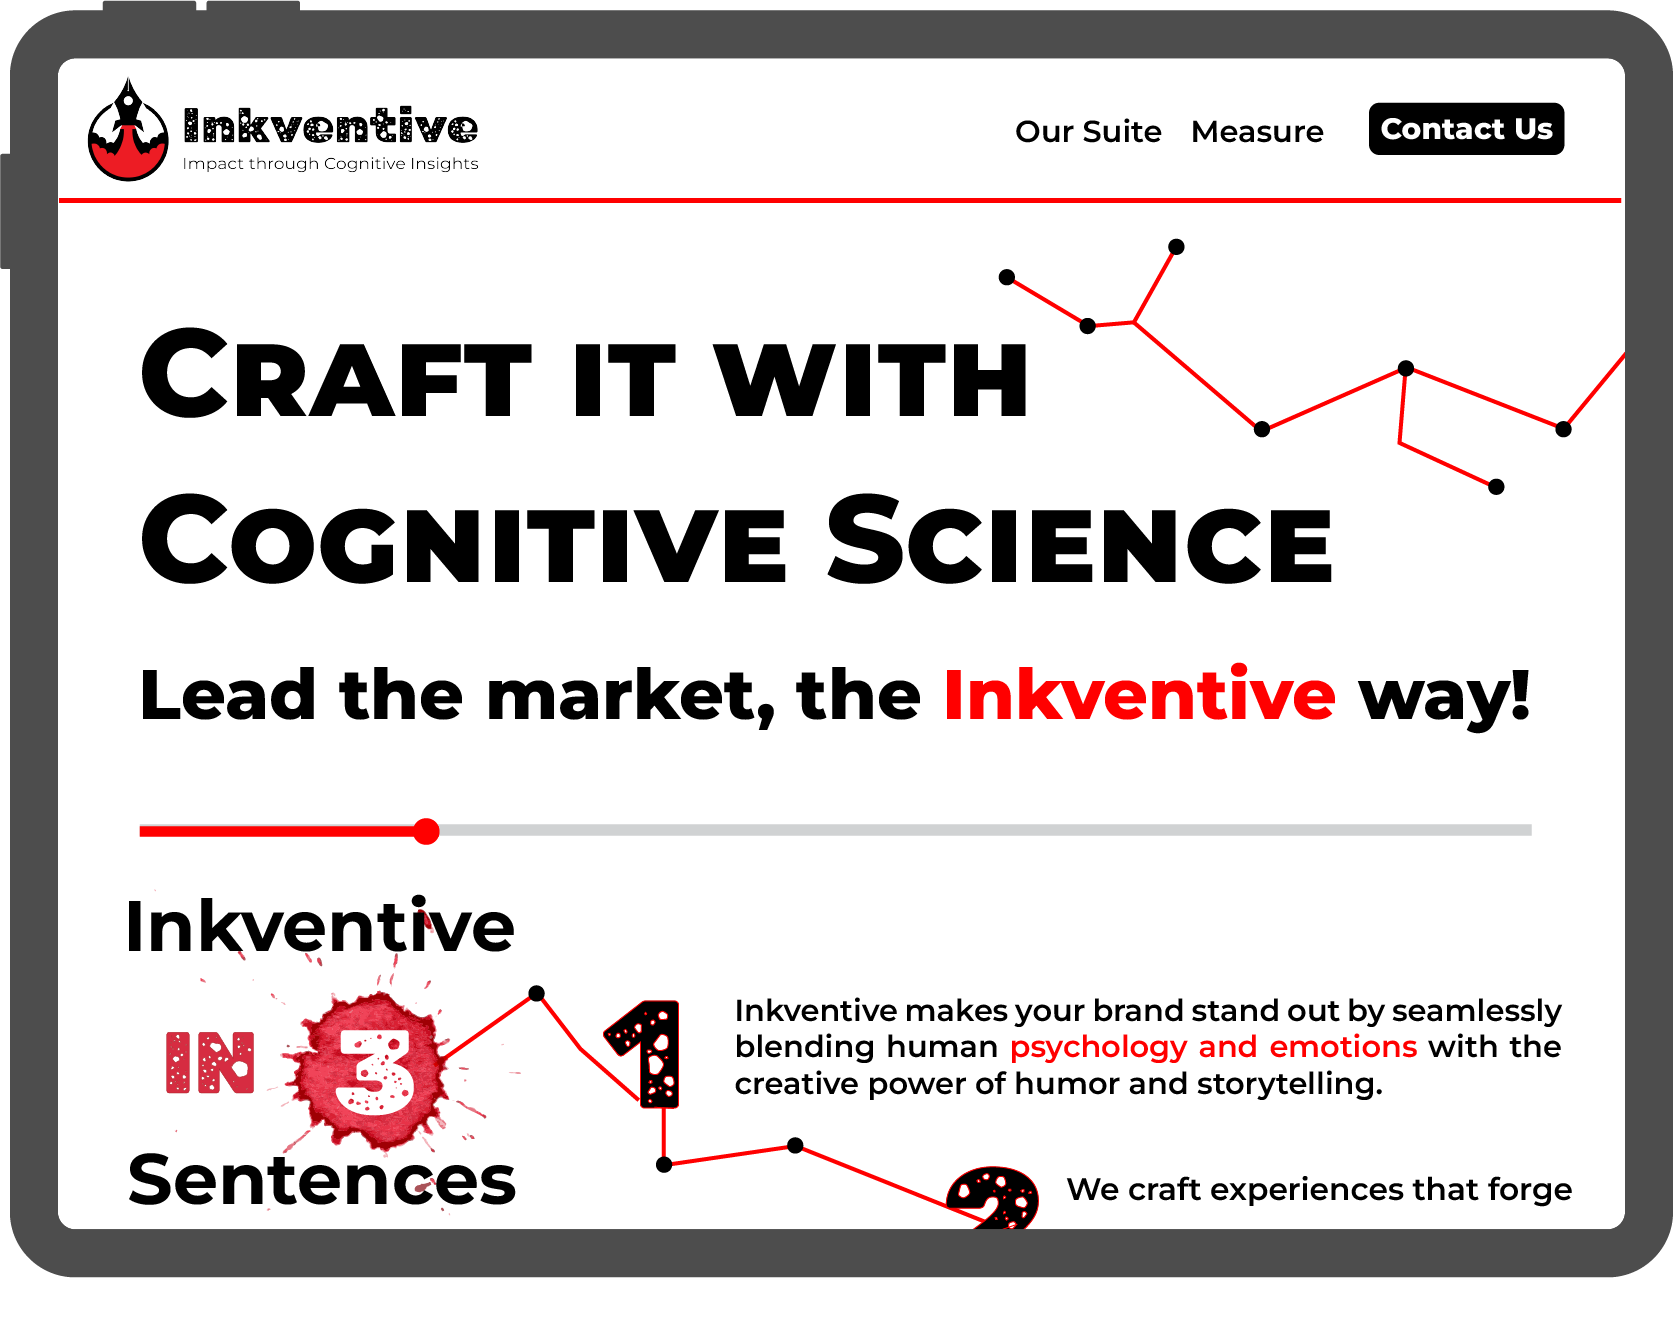 Inkventive
Impact through Cognitive Insights
Our Suite Measure Contact Us
Craft it with
Cognitive Science
Lead the market, the Inkventive way!
Inkventive
IN 3
Sentences
1
Inkventive makes your brand stand out by seamlessly
blending human psychology and emotions with the
creative power of humor and storytelling.
2
We craft experiences that forge